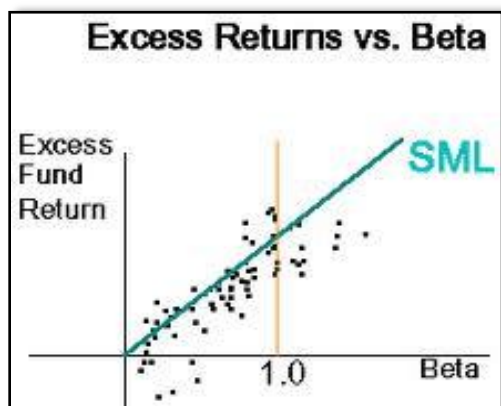 Excess Returns vs. Beta
Excess
Fund
Return
SML
1.0
Beta